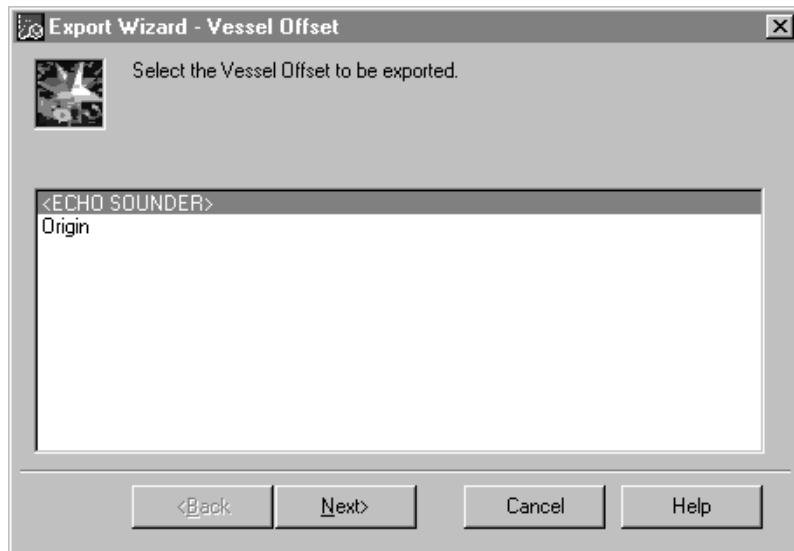 Export Wizard - Vessel Offset
Select the Vessel Offset to be exported.
<ECHO SOUNDER>
Origin
<Back Next> Cancel Help